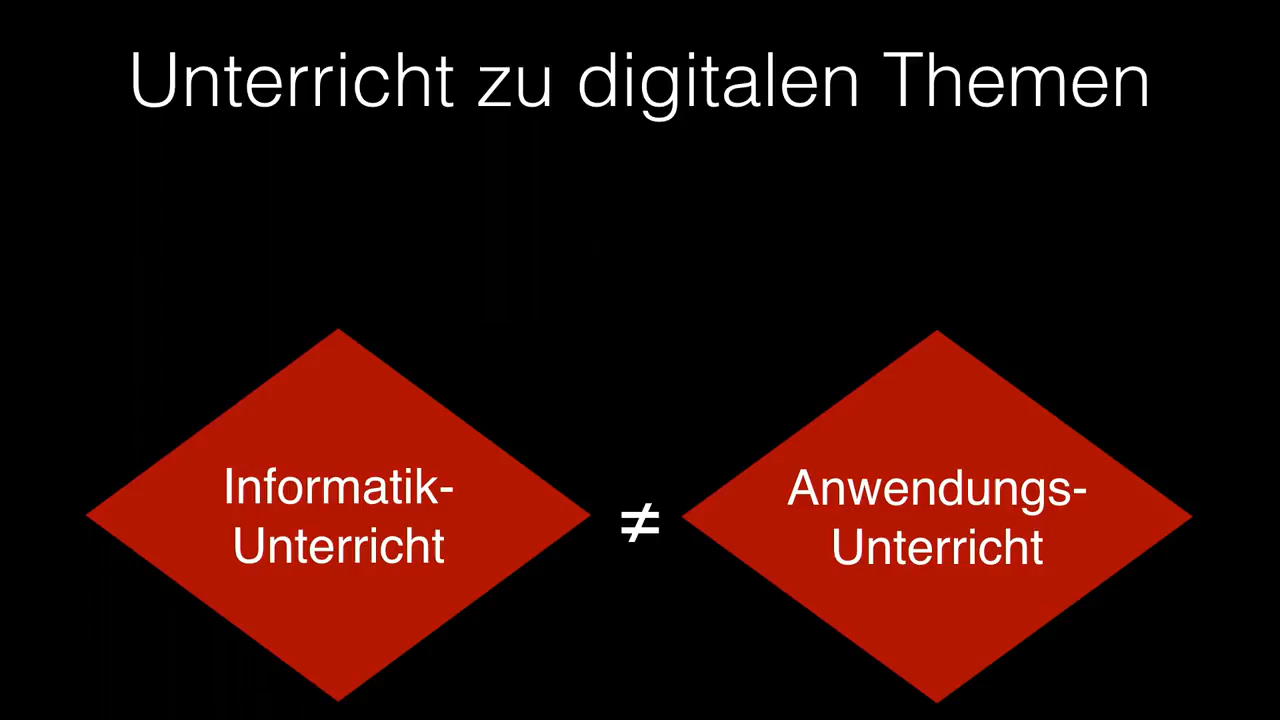 Unterricht zu digitalen Themen
Informatik-
Unterricht
≠
Anwendungs-
Unterricht